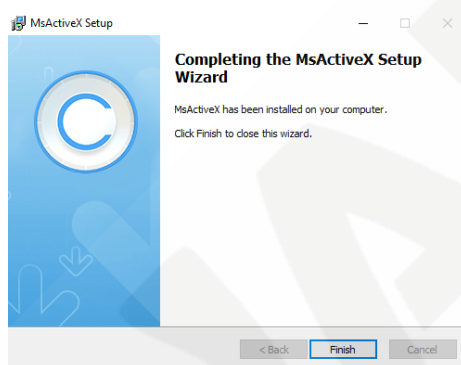 MsActiveX Setup
Completing the MsActiveX Setup
Wizard
MsActiveX has been installed on your computer.
Click Finish to close this wizard.
< Back
Finish
Cancel